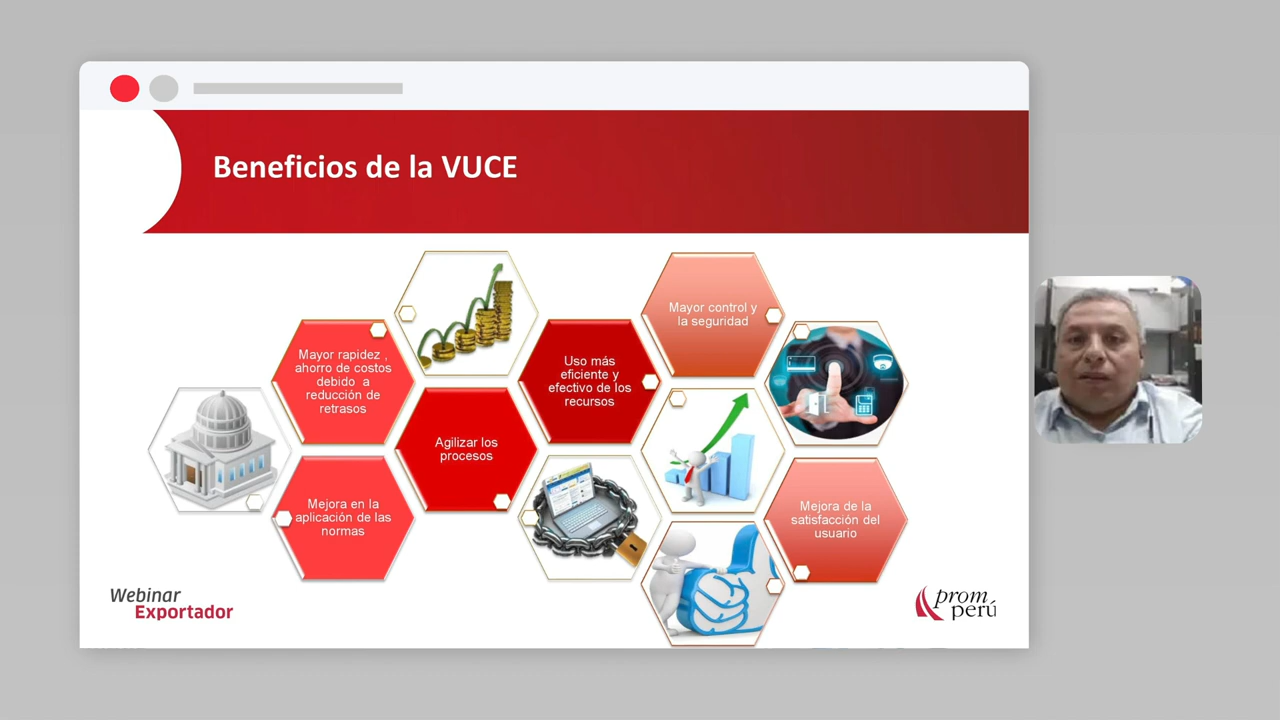 Beneficios de la VUCE
Mayor rapidez ,
ahorro de costos
debido a
reducción de
retrasos
Mejora en la
aplicación de las
normas
Agilizar los
procesos
Uso más
eficiente y
efectivo de los
recursos
Mayor control y
la seguridad
Mejora de la
satisfacción del
usuario
Webinar
Exportador
prom
perú